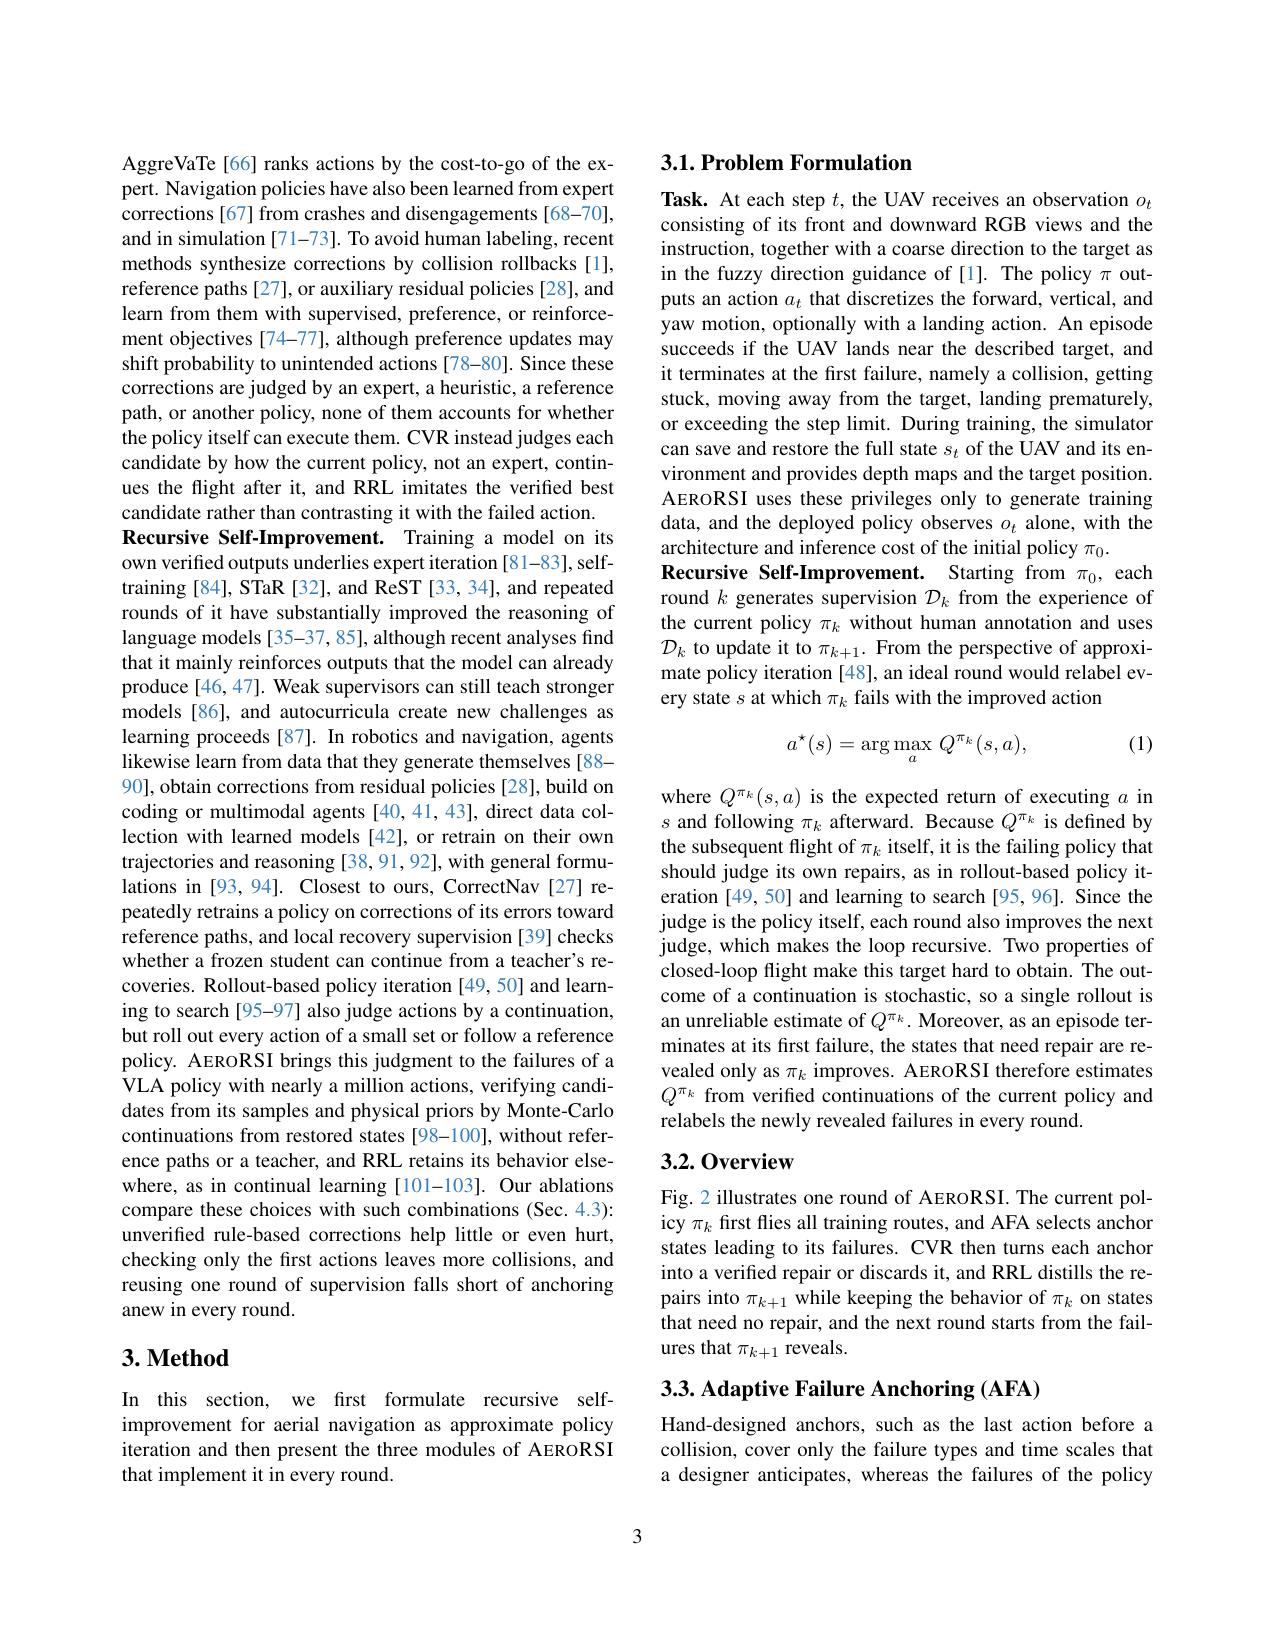 AggreVaTe [66] ranks actions by the cost-to-go of the ex-
pert. Navigation policies have also been learned from expert
corrections [67] from crashes and disengagements [68–70],
and in simulation [71–73]. To avoid human labeling, recent
methods synthesize corrections by collision rollbacks [1],
reference paths [27], or auxiliary residual policies [28], and
learn from them with supervised, preference, or reinforce-
ment objectives [74–77], although preference updates may
shift probability to unintended actions [78–80]. Since these
corrections are judged by an expert, a heuristic, a reference
path, or another policy, none of them accounts for whether
the policy itself can execute them. CVR instead judges each
candidate by how the current policy, not an expert, contin-
ues the flight after it, and RRL imitates the verified best
candidate rather than contrasting it with the failed action.
Recursive Self-Improvement. Training a model on its
own verified outputs underlies expert iteration [81–83], self-
training [84], STaR [32], and ReST [33, 34], and repeated
rounds of it have substantially improved the reasoning of
language models [35–37, 85], although recent analyses find
that it mainly reinforces outputs that the model can already
produce [46, 47]. Weak supervisors can still teach stronger
models [86], and autocurricula create new challenges as
learning proceeds [87]. In robotics and navigation, agents
likewise learn from data that they generate themselves [88–
90], obtain corrections from residual policies [28], build on
coding or multimodal agents [40, 41, 43], direct data col-
lection with learned models [42], or retrain on their own
trajectories and reasoning [38, 91, 92], with general formu-
lations in [93, 94]. Closest to ours, CorrectNav [27] re-
peatedly retrains a policy on corrections of its errors toward
reference paths, and local recovery supervision [39] checks
whether a frozen student can continue from a teacher's re-
coveries. Rollout-based policy iteration [49, 50] and learn-
ing to search [95–97] also judge actions by a continuation,
but roll out every action of a small set or follow a reference
policy. AERORSI brings this judgment to the failures of a
VLA policy with nearly a million actions, verifying candi-
dates from its samples and physical priors by Monte-Carlo
continuations from restored states [98–100], without refer-
ence paths or a teacher, and RRL retains its behavior else-
where, as in continual learning [101–103]. Our ablations
compare these choices with such combinations (Sec. 4.3):
unverified rule-based corrections help little or even hurt,
checking only the first actions leaves more collisions, and
reusing one round of supervision falls short of anchoring
anew in every round.
3. Method
In this section, we first formulate recursive self-
improvement for aerial navigation as approximate policy
iteration and then present the three modules of AERORSI
that implement it in every round.
3.1. Problem Formulation
Task. At each step t, the UAV receives an observation o_t
consisting of its front and downward RGB views and the
instruction, together with a coarse direction to the target as
in the fuzzy direction guidance of [1]. The policy π out-
puts an action a_t that discretizes the forward, vertical, and
yaw motion, optionally with a landing action. An episode
succeeds if the UAV lands near the described target, and
it terminates at the first failure, namely a collision, getting
stuck, moving away from the target, landing prematurely,
or exceeding the step limit. During training, the simulator
can save and restore the full state s_t of the UAV and its en-
vironment and provides depth maps and the target position.
AERORSI uses these privileges only to generate training
data, and the deployed policy observes o_t alone, with the
architecture and inference cost of the initial policy π_0.
Recursive Self-Improvement. Starting from π_0, each
round k generates supervision 𝒟_k from the experience of
the current policy π_k without human annotation and uses
𝒟_k to update it to π_{k+1}. From the perspective of approxi-
mate policy iteration [48], an ideal round would relabel ev-
ery state s at which π_k fails with the improved action
a^⋆(s) = arg max_a Q^{π_k}(s, a), (1)
where Q^{π_k}(s, a) is the expected return of executing a in
s and following π_k afterward. Because Q^{π_k} is defined by
the subsequent flight of π_k itself, it is the failing policy that
should judge its own repairs, as in rollout-based policy it-
eration [49, 50] and learning to search [95, 96]. Since the
judge is the policy itself, each round also improves the next
judge, which makes the loop recursive. Two properties of
closed-loop flight make this target hard to obtain. The out-
come of a continuation is stochastic, so a single rollout is
an unreliable estimate of Q^{π_k}. Moreover, as an episode ter-
minates at its first failure, the states that need repair are re-
vealed only as π_k improves. AERORSI therefore estimates
Q^{π_k} from verified continuations of the current policy and
relabels the newly revealed failures in every round.
3.2. Overview
Fig. 2 illustrates one round of AERORSI. The current pol-
icy π_k first flies all training routes, and AFA selects anchor
states leading to its failures. CVR then turns each anchor
into a verified repair or discards it, and RRL distills the re-
pairs into π_{k+1} while keeping the behavior of π_k on states
that need no repair, and the next round starts from the fail-
ures that π_{k+1} reveals.
3.3. Adaptive Failure Anchoring (AFA)
Hand-designed anchors, such as the last action before a
collision, cover only the failure types and time scales that
a designer anticipates, whereas the failures of the policy
3